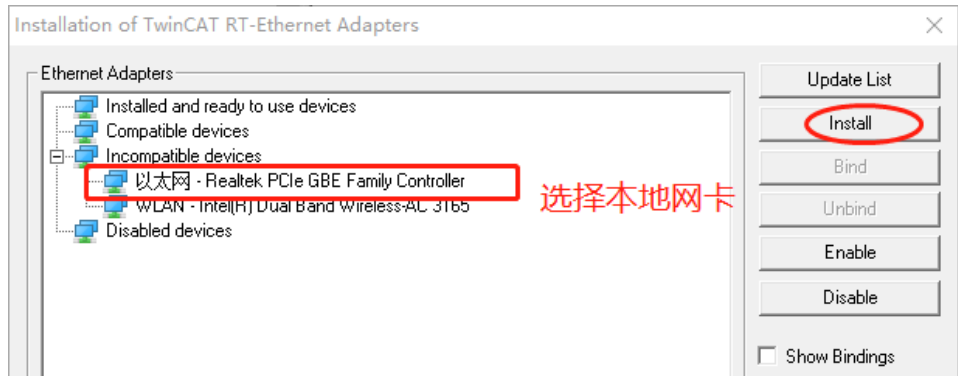 Installation of TwinCAT RT-Ethernet Adapters
Ethernet Adapters
Installed and ready to use devices
Compatible devices
Incompatible devices
以太网 - Realtek PCIe GBE Family Controller
WLAN - Intel(R) Dual Band Wireless-AC 3165
Disabled devices
选择本地网卡
Update List
Install
Bind
Unbind
Enable
Disable
Show Bindings